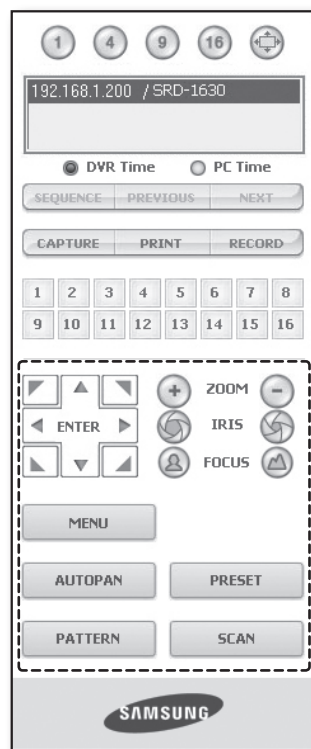 1 4 9 16
192.168.1.200 / SRD-1630
DVR Time PC Time
SEQUENCE PREVIOUS NEXT
CAPTURE PRINT RECORD
1 2 3 4 5 6 7 8
9 10 11 12 13 14 15 16
ZOOM
ENTER IRIS
FOCUS
MENU
AUTOPAN PRESET
PATTERN SCAN
SAMSUNG